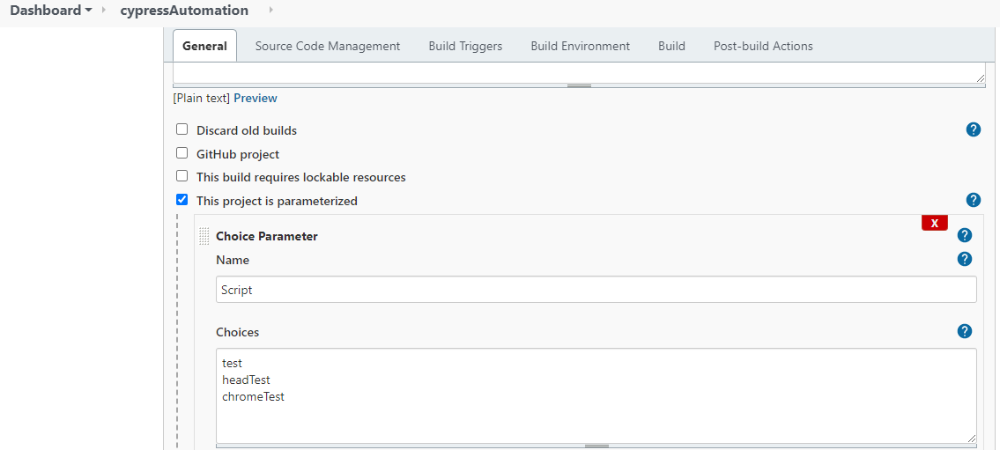 Dashboard cypressAutomation
General Source Code Management Build Triggers Build Environment Build Post-build Actions
[Plain text] Preview
Discard old builds ?
GitHub project
This build requires lockable resources
This project is parameterized ?
X
Choice Parameter ?
Name ?
Script
Choices ?
test
headTest
chromeTest